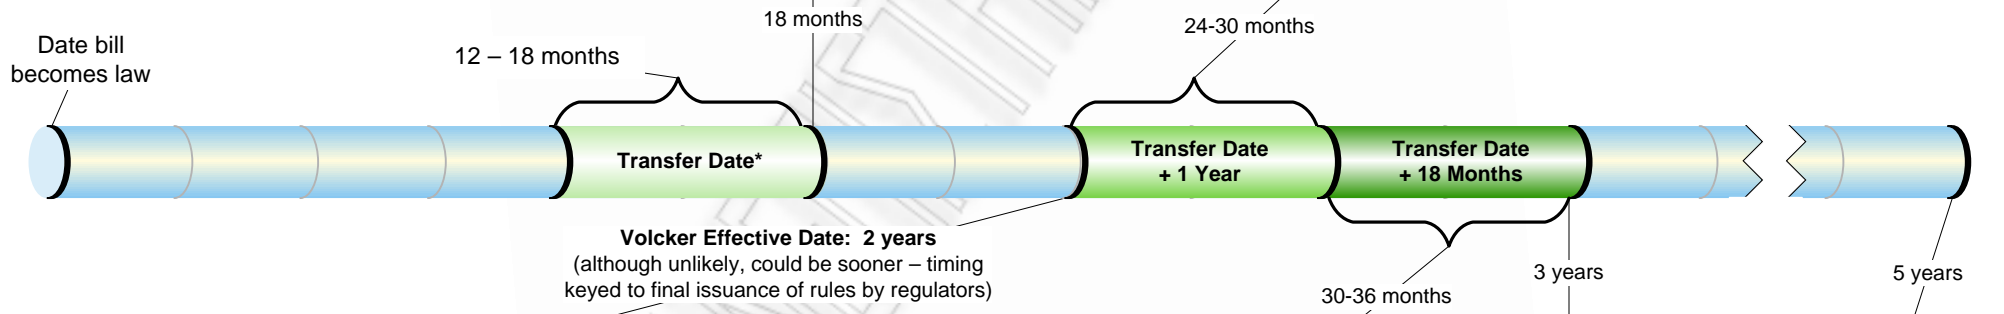 18 months
24-30 months
Date bill
becomes law
12 – 18 months
Transfer Date*
Transfer Date
+ 1 Year
Transfer Date
+ 18 Months
Volcker Effective Date:  2 years
(although unlikely, could be sooner – timing
keyed to final issuance of rules by regulators)
3 years
5 years
30-36 months